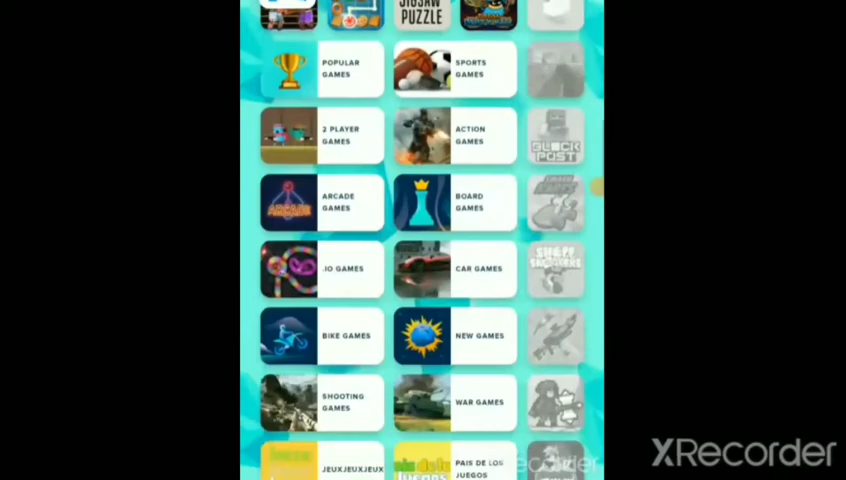 JIGSAW
PUZZLE
POPULAR
GAMES
SPORTS
GAMES
2 PLAYER
GAMES
ACTION
GAMES
BLOCK
POST
ARCADE
ARCADE
GAMES
BOARD
GAMES
.IO GAMES
CAR GAMES
BIKE GAMES
NEW GAMES
SHOOTING
GAMES
WAR GAMES
JEUXJEUXJEUX
PAIS DE LOS
JUEGOS
XRecorder